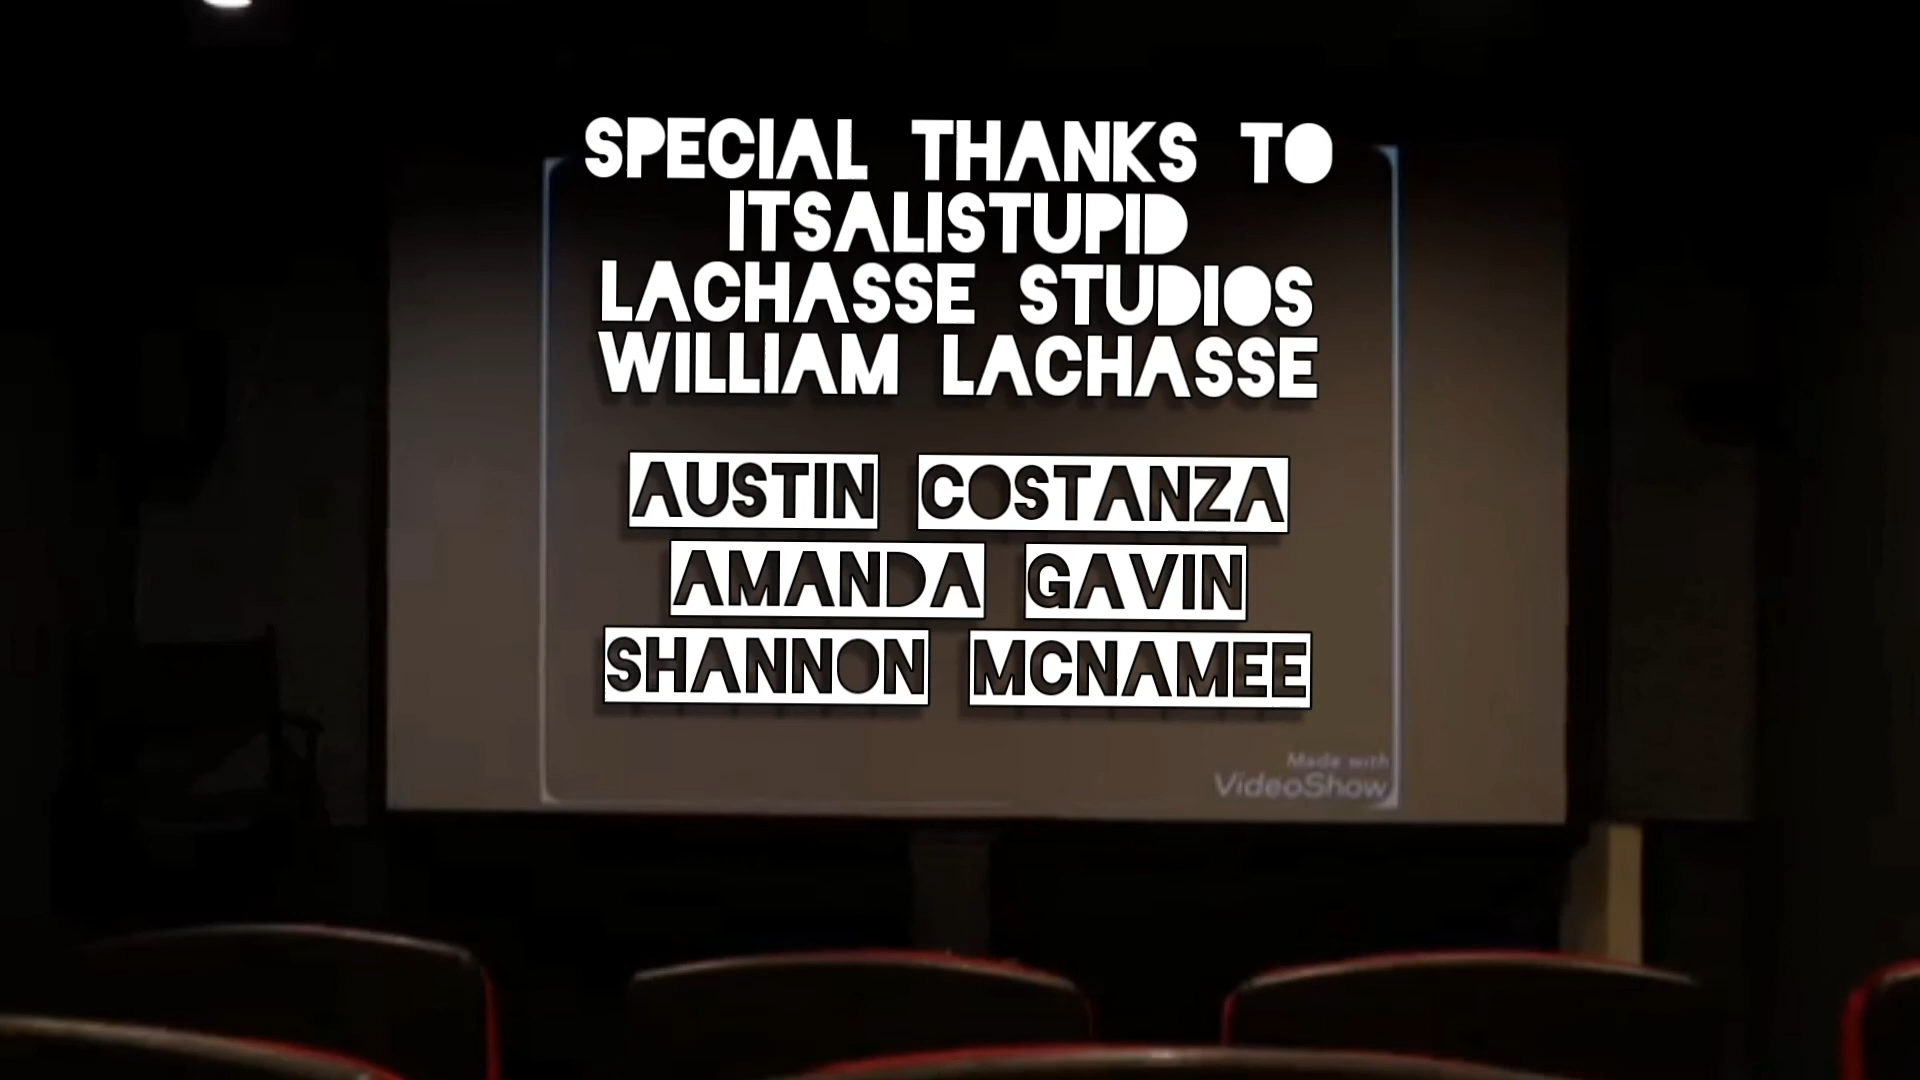 SPECIAL THANKS TO
ITSALISTUPID
LACHASSE STUDIOS
WILLIAM LACHASSE
AUSTIN COSTANZA
AMANDA GAVIN
SHANNON MCNAMEE
Made with
VideoShow